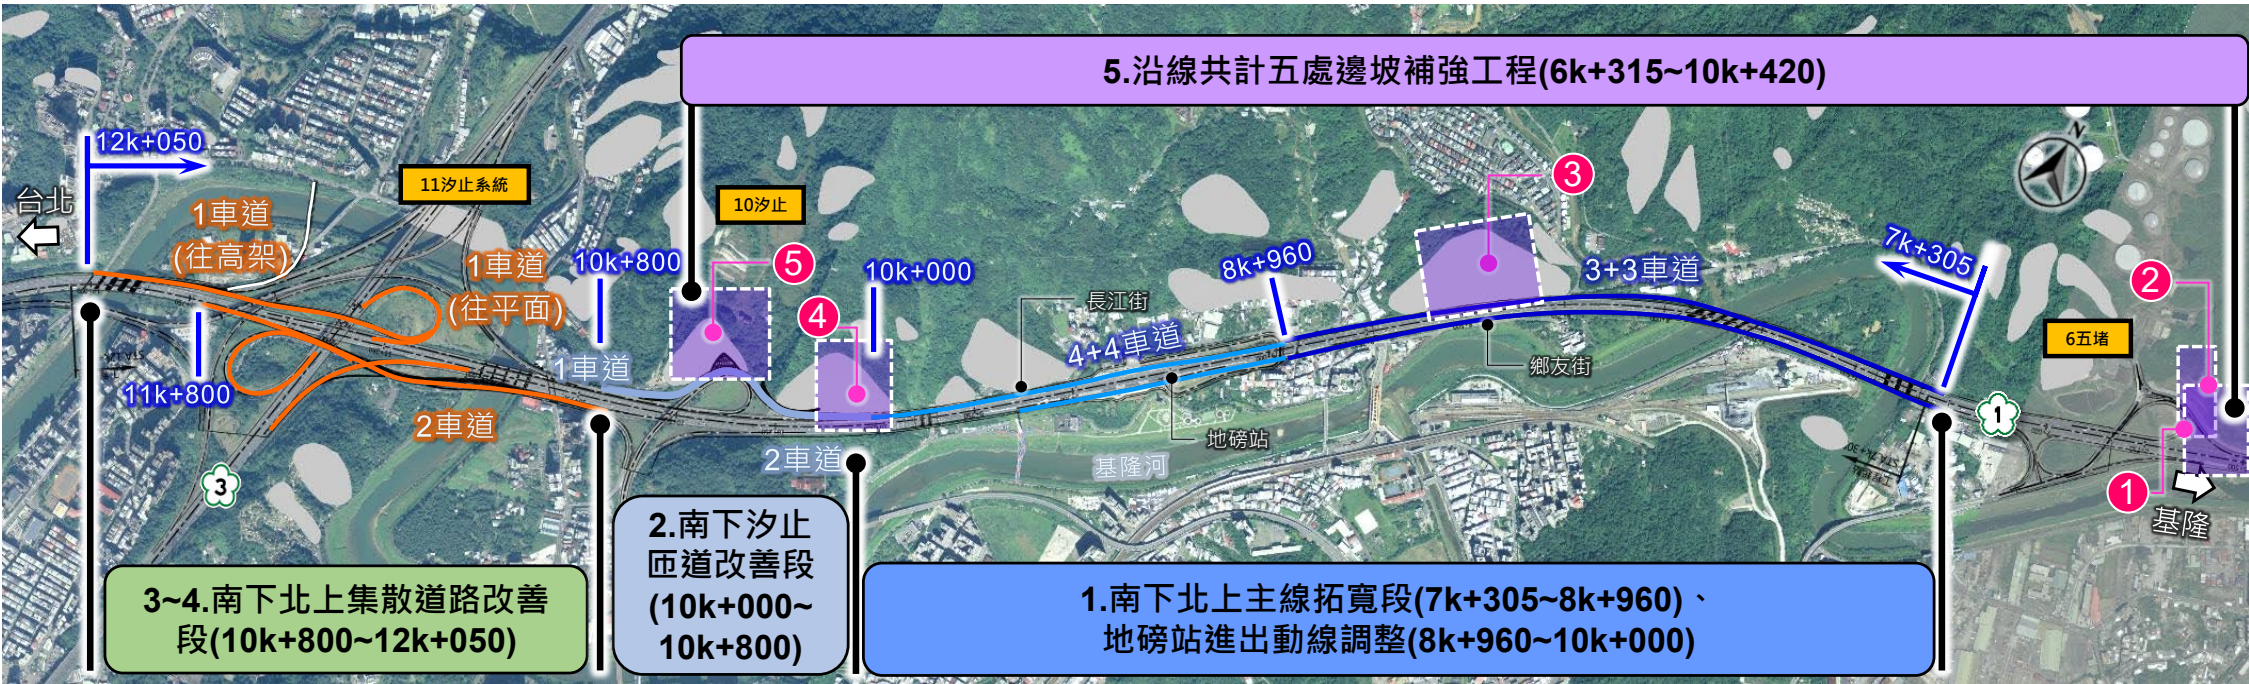 5.沿線共計五處邊坡補強工程(6k+315~10k+420)
12k+050
台北
11汐止系統
10汐止
1車道
(往高架)
1車道
(往平面)
10k+800
5
4
10k+000
長江街
8k+960
3
3+3車道
7k+305
N
2
6五堵
11k+800
1車道
4+4車道
鄉友街
2車道
2車道
地磅站
基隆河
1
3
1
基隆
3~4.南下北上集散道路改善
段(10k+800~12k+050)
2.南下汐止
匝道改善段
(10k+000~
10k+800)
1.南下北上主線拓寬段(7k+305~8k+960)、
地磅站進出動線調整(8k+960~10k+000)